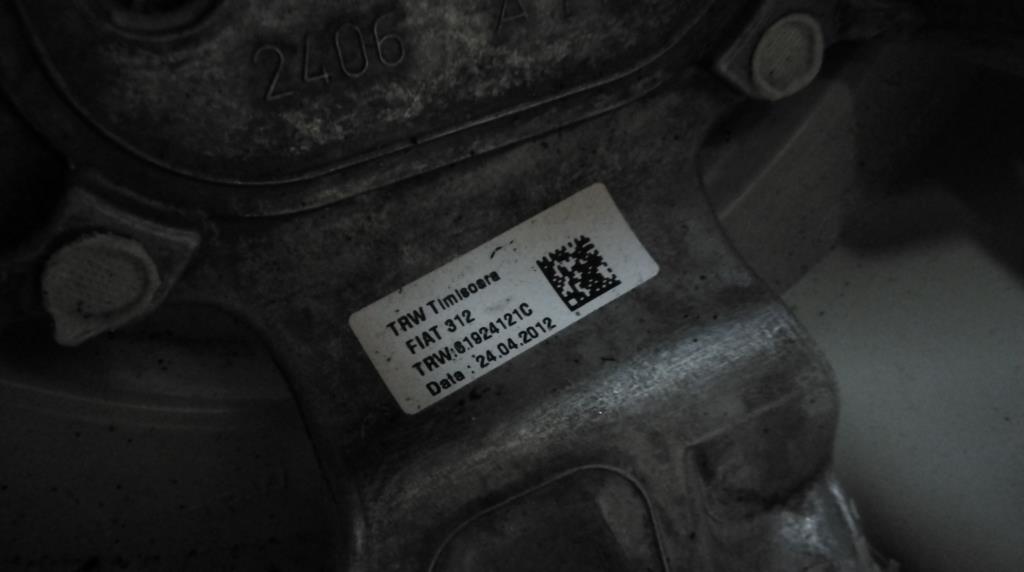 2406 A
TRW Timisoara
FIAT 312
TRW:61924121C
Date : 24.04.2012